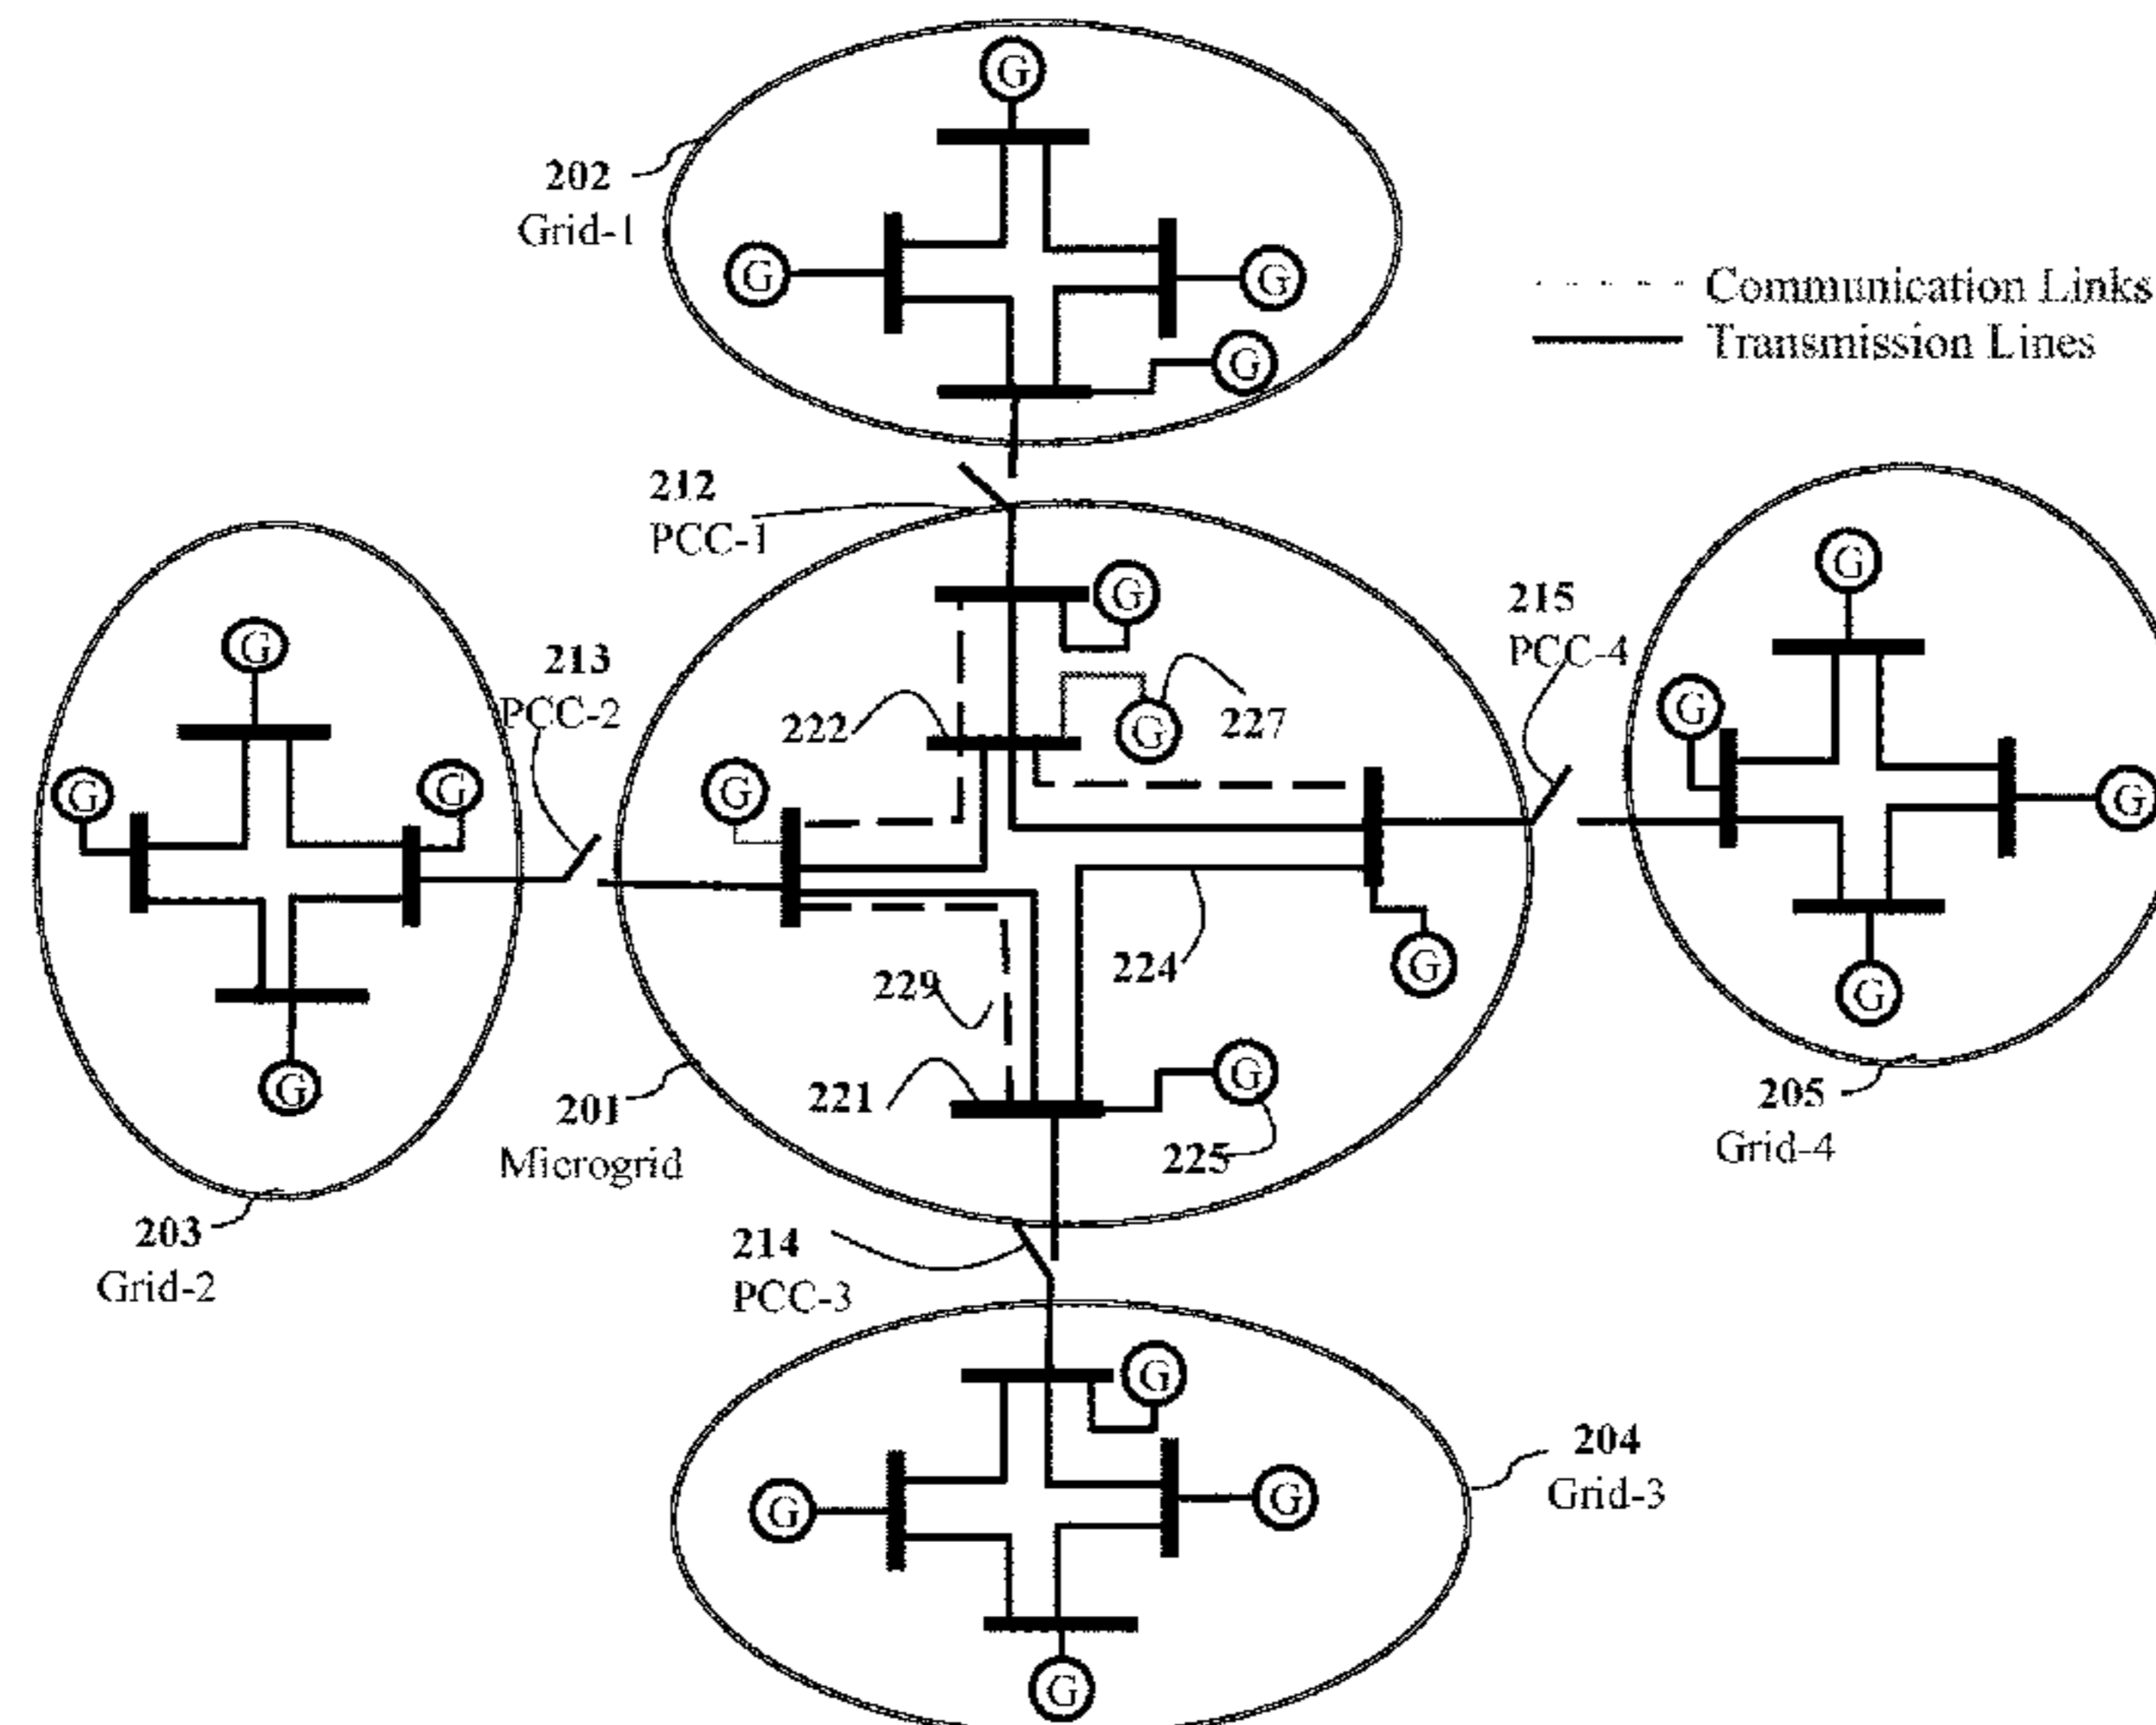 G
202
Grid-1
G
G
G
Communication Links
Transmission Lines
212
PCC-1
G
215
PCC-4
G
G
213
PCC-2
222
G
227
G
G
G
G
G
224
G
G
229
221
G
225
G
201
Microgrid
205
Grid-4
203
Grid-2
214
PCC-3
G
204
Grid-3
G
G
G